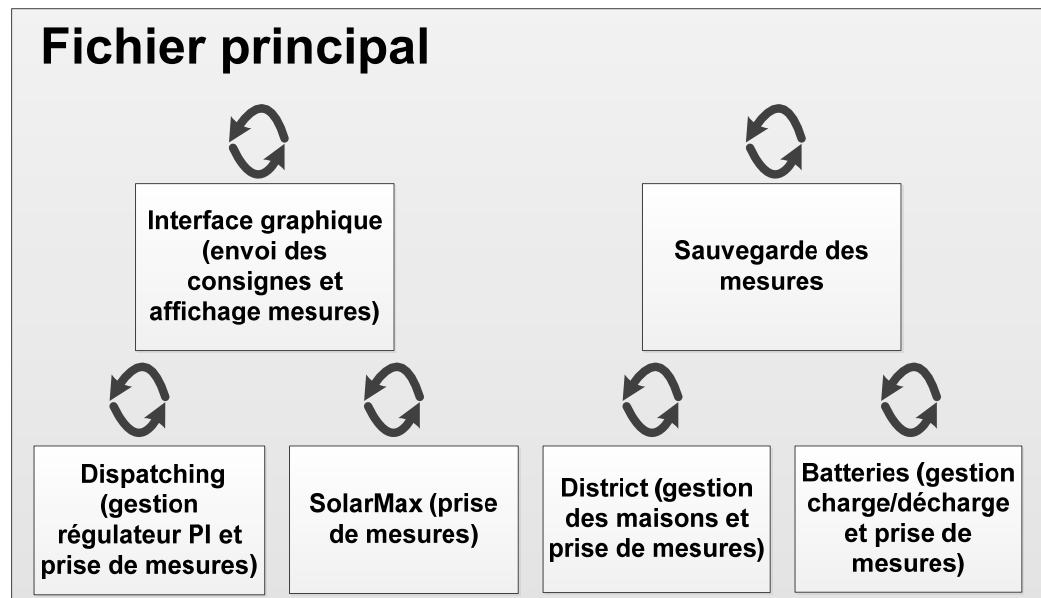 Fichier principal
Interface graphique
(envoi des
consignes et
affichage mesures)
Sauvegarde des
mesures
Dispatching
(gestion
régulateur PI et
prise de mesures)
SolarMax (prise
de mesures)
District (gestion
des maisons et
prise de mesures)
Batteries (gestion
charge/décharge
et prise de
mesures)